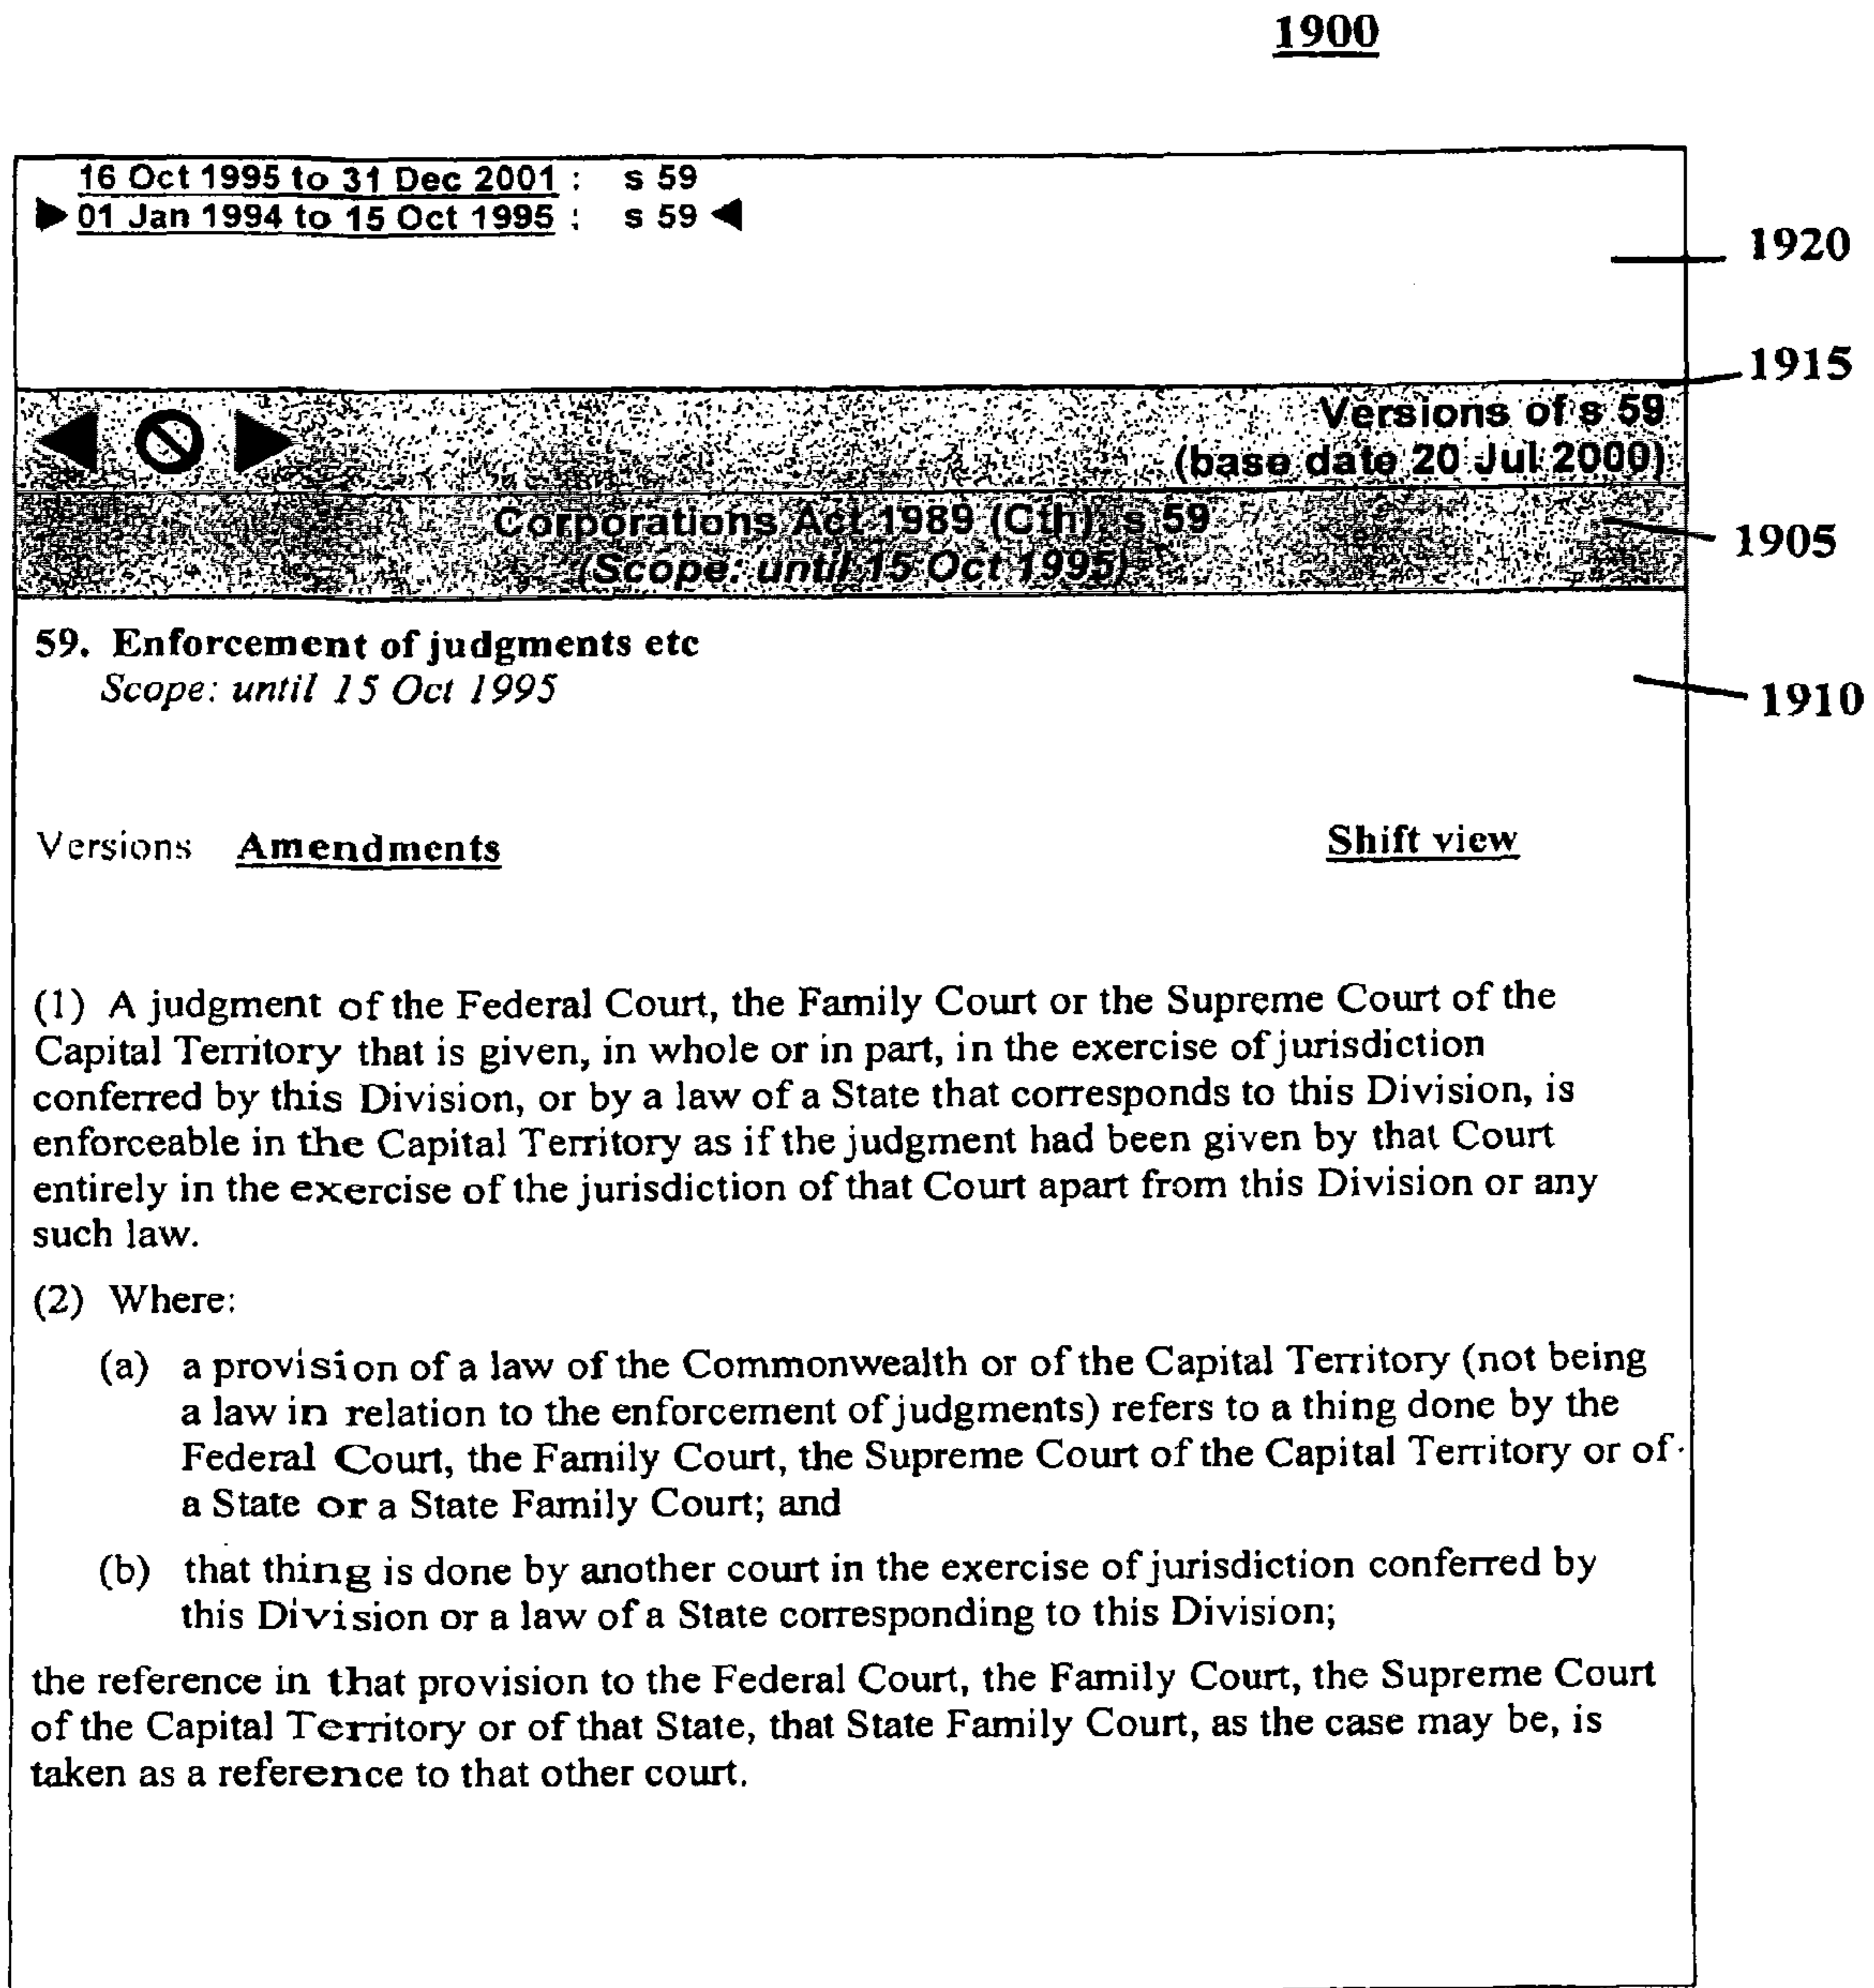 1900
16 Oct 1995 to 31 Dec 2001 : s 59
01 Jan 1994 to 15 Oct 1995 : s 59
1920
1915
Versions of s 59
(base date 20 Jul 2000)
Corporations Act 1989 (Cth), s 59
1905
(Scope: until 15 Oct 1995)
59. Enforcement of judgments etc
Scope: until 15 Oct 1995
1910
Versions Amendments Shift view
(1) A judgment of the Federal Court, the Family Court or the Supreme Court of the
Capital Territory that is given, in whole or in part, in the exercise of jurisdiction
conferred by this Division, or by a law of a State that corresponds to this Division, is
enforceable in the Capital Territory as if the judgment had been given by that Court
entirely in the exercise of the jurisdiction of that Court apart from this Division or any
such law.
(2) Where:
(a) a provision of a law of the Commonwealth or of the Capital Territory (not being
a law in relation to the enforcement of judgments) refers to a thing done by the
Federal Court, the Family Court, the Supreme Court of the Capital Territory or of
a State or a State Family Court; and
(b) that thing is done by another court in the exercise of jurisdiction conferred by
this Division or a law of a State corresponding to this Division;
the reference in that provision to the Federal Court, the Family Court, the Supreme Court
of the Capital Territory or of that State, that State Family Court, as the case may be, is
taken as a reference to that other court.